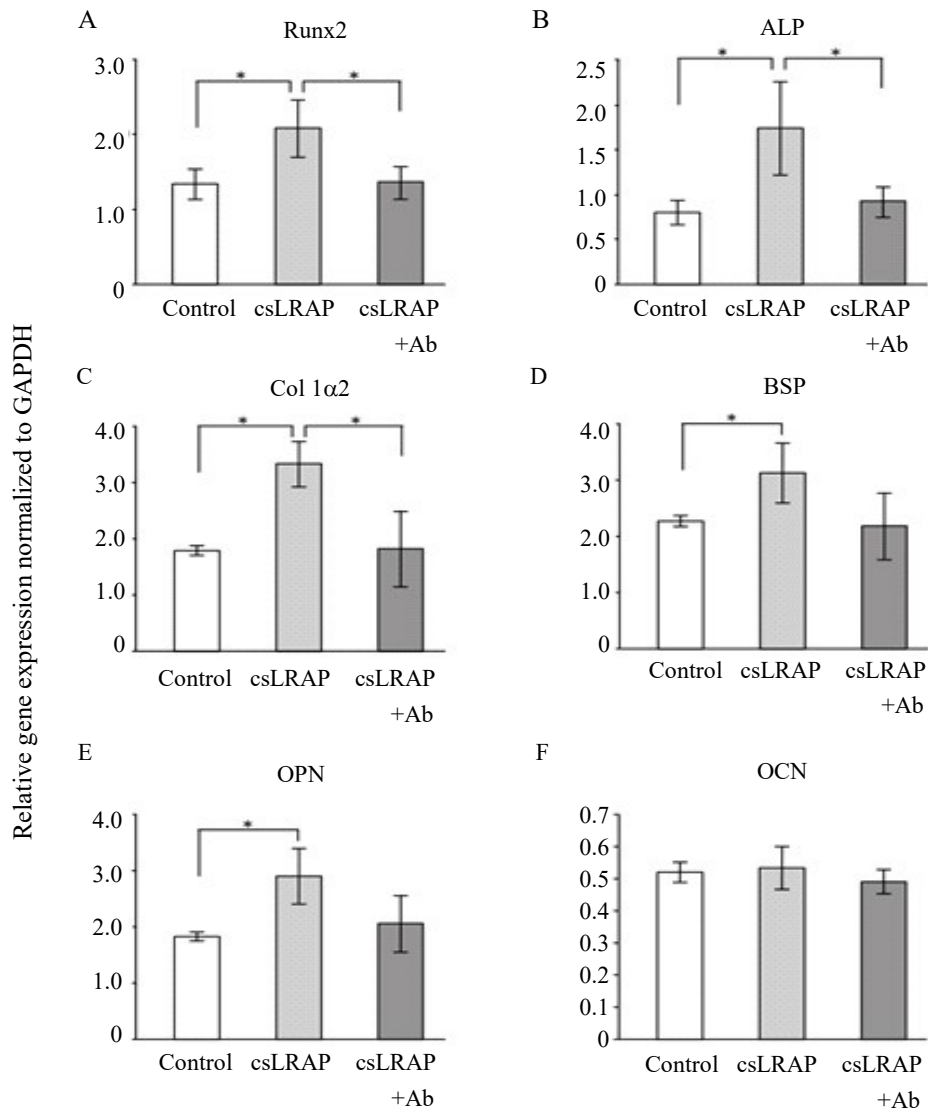 Relative gene expression normalized to GAPDH
A
Runx2
*
*
3.0
2.0
1.0
0
Control
csLRAP
csLRAP
+Ab
B
ALP
*
*
2.5
2.0
1.5
1.0
0.5
0
Control
csLRAP
csLRAP
+Ab
C
Col 1α2
*
*
4.0
3.0
2.0
1.0
0
Control
csLRAP
csLRAP
+Ab
D
BSP
*
4.0
3.0
2.0
1.0
0
Control
csLRAP
csLRAP
+Ab
E
OPN
*
4.0
3.0
2.0
1.0
0
Control
csLRAP
csLRAP
+Ab
F
OCN
0.7
0.6
0.5
0.4
0.3
0.2
0.1
0
Control
csLRAP
csLRAP
+Ab